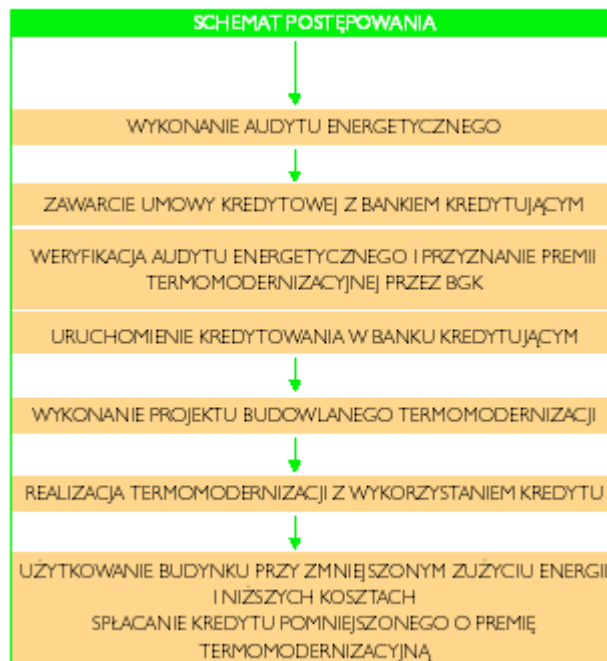 SCHEMAT POSTĘPOWANIA
WYKONANIE AUDYTU ENERGETYCZNEGO
ZAWARCIE UMOWY KREDYTOWEJ Z BANKIEM KREDYTUJĄCYM
WERYFIKACJA AUDYTU ENERGETYCZNEGO I PRZYZNANIE PREMII
TERMOMODERNIZACYJNEJ PRZEZ BGK
URUCHOMIENIE KREDYTOWANIA W BANKU KREDYTUJĄCYM
WYKONANIE PROJEKTU BUDOWLANEGO TERMOMODERNIZACJI
REALIZACJA TERMOMODERNIZACJI Z WYKORZYSTANIEM KREDYTU
UŻYTKOWANIE BUDYNKU PRZY ZMNIEJSZONYM ZUŻYCIU ENERGII
I NIŻSZYCH KOSZTACH
SPŁACANIE KREDYTU POMNIEJSZONEGO O PREMIĘ
TERMOMODERNIZACYJNĄ